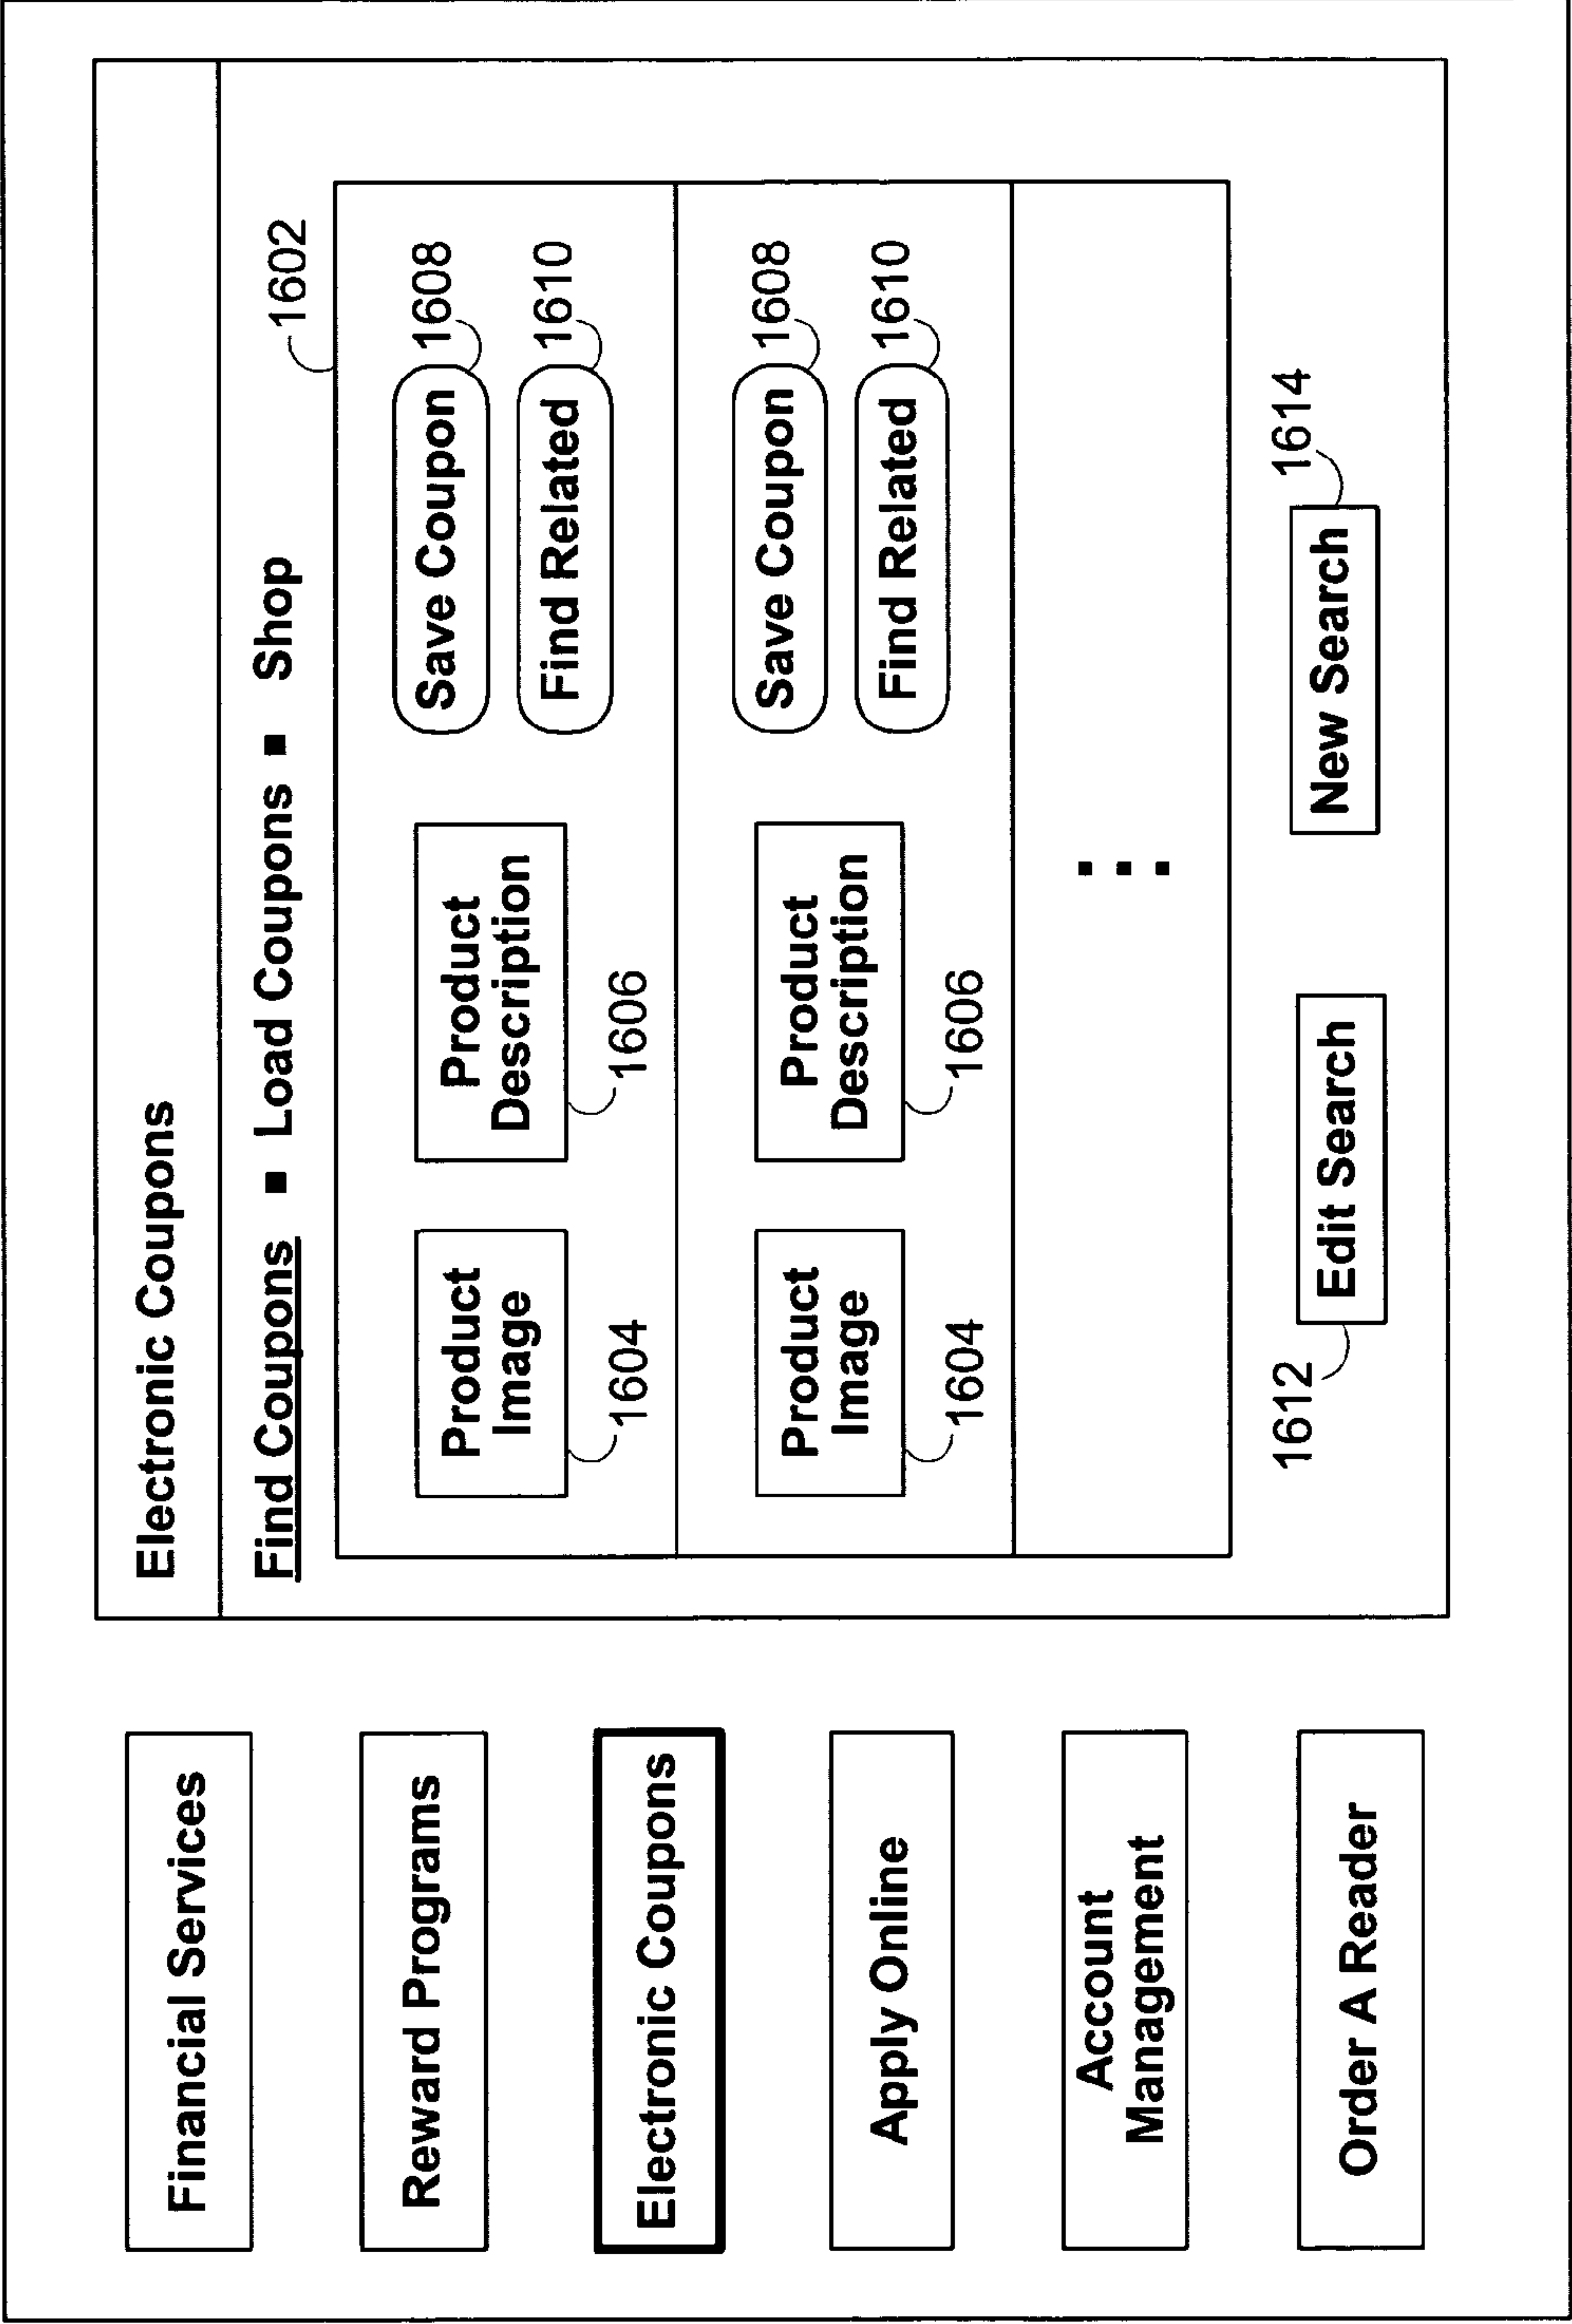 Financial Services
Reward Programs
Electronic Coupons
Apply Online
Account
Management
Order A Reader
Electronic Coupons
Find Coupons ▪ Load Coupons ▪ Shop
1602
Product
Image
1604
Product
Description
1606
Save Coupon 1608
Find Related 1610
Product
Image
1604
Product
Description
1606
Save Coupon 1608
Find Related 1610
1612
Edit Search
New Search
1614